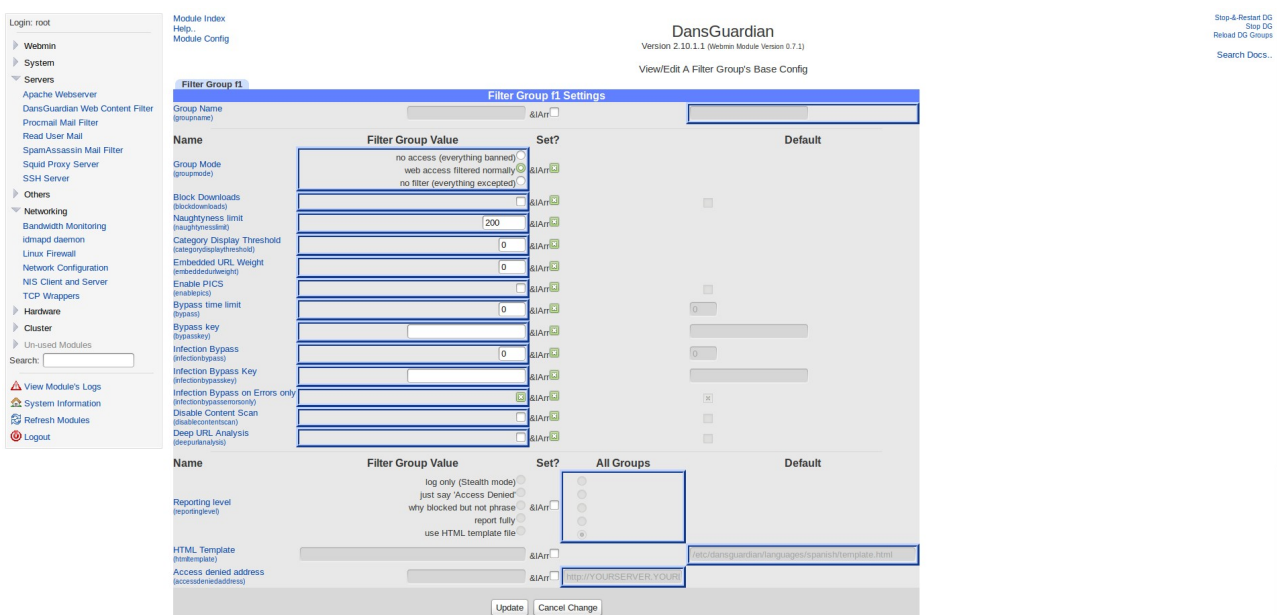 Login: root
Webmin
System
Servers
Apache Webserver
DansGuardian Web Content Filter
Procmail Mail Filter
Read User Mail
SpamAssassin Mail Filter
Squid Proxy Server
SSH Server
Others
Networking
Bandwidth Monitoring
idmapd daemon
Linux Firewall
Network Configuration
NIS Client and Server
TCP Wrappers
Hardware
Cluster
Un-used Modules
Search:
View Module's Logs
System Information
Refresh Modules
Logout
Module Index
Help..
Module Config
DansGuardian
Version 2.10.1.1 (Webmin Module Version 0.7.1)
View/Edit A Filter Group's Base Config
Stop-&-Restart DG
Stop DG
Reload DG Groups
Search Docs..
Filter Group f1
Filter Group f1 Settings
Group Name
(groupname)
&lArr
Name Filter Group Value Set? Default
Group Mode
(groupmode)
no access (everything banned)
web access filtered normally
no filter (everything excepted)
&lArr
Block Downloads
(blockdownloads)
&lArr
Naughtyness limit
(naughtynesslimit)
200 &lArr
Category Display Threshold
(categorydisplaythreshold)
0 &lArr
Embedded URL Weight
(embeddedurlweight)
0 &lArr
Enable PICS
(enablepics)
&lArr
Bypass time limit
(bypass)
0 &lArr 0
Bypass key
(bypasskey)
&lArr
Infection Bypass
(infectionbypass)
0 &lArr 0
Infection Bypass Key
(infectionbypasskey)
&lArr
Infection Bypass on Errors only
(infectionbypasserrorsonly)
&lArr
Disable Content Scan
(disablecontentscan)
&lArr
Deep URL Analysis
(deepurlanalysis)
&lArr
Name Filter Group Value Set? All Groups Default
Reporting level
(reportinglevel)
log only (Stealth mode)
just say 'Access Denied'
why blocked but not phrase
report fully
use HTML template file
&lArr
HTML Template
(htmltemplate)
&lArr /etc/dansguardian/languages/spanish/template.html
Access denied address
(accessdeniedaddress)
&lArr http://YOURSERVER.YOUR
Update Cancel Change